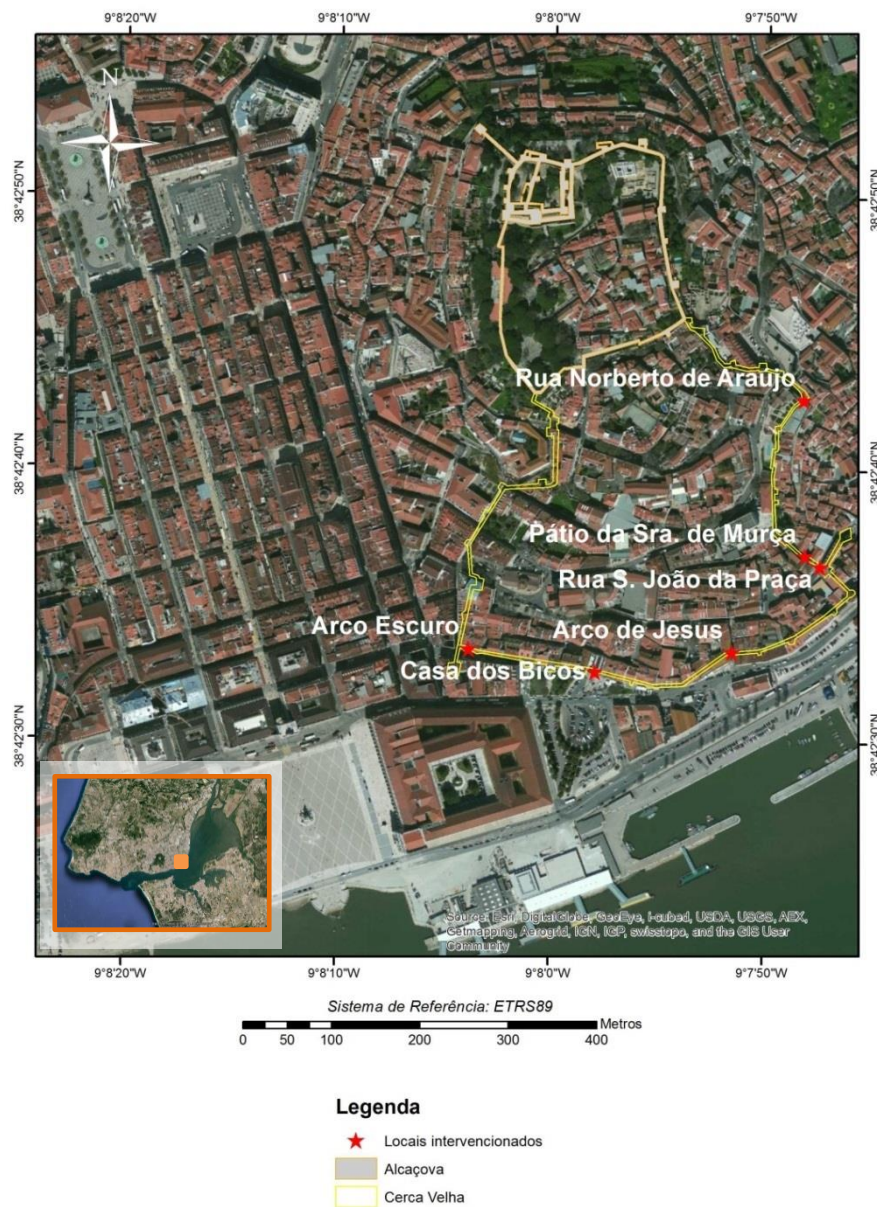 9°8'20"O 9°8'10"O 9°8'0"O 9°7'50"O
N
38°42'50"N 38°42'50"N
Rua Norberto de Araújo
38°42'40"N 38°42'40"N
Pátio da Sra. de Murça
Rua S. João da Praça
Arco Escuro
Arco de Jesus
Casa dos Bicos
38°42'30"N 38°42'30"N
Source: Esri, DigitalGlobe, GeoEye, i-cubed, USDA, USGS, AEX,
Getmapping, Aerogrid, IGN, IGP, swisstopo, and the GIS User
Community
9°8'20"O 9°8'10"O 9°8'0"O 9°7'50"O
Sistema de Referência: ETRS89
Metros
0 50 100 200 300 400
Legenda
Locais intervencionados
Alcaçova
Cerca Velha